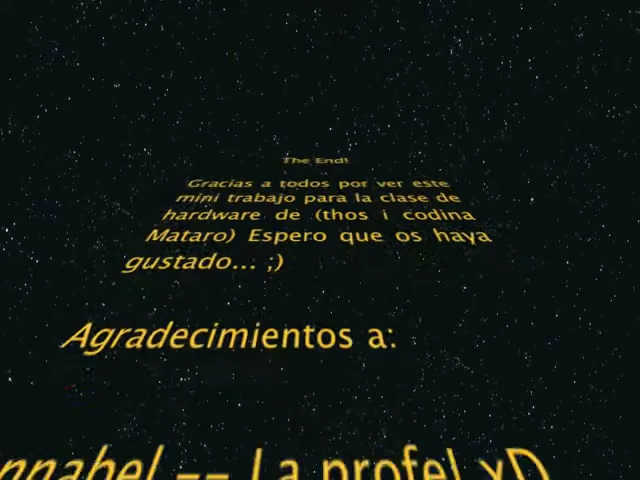 The End!
Gracias a todos por ver este
mini trabajo para la clase de
hardware de (thos i codina
Mataro) Espero que os haya
gustado... ;)
Agradecimientos a:
nnabel -- La profe! xD